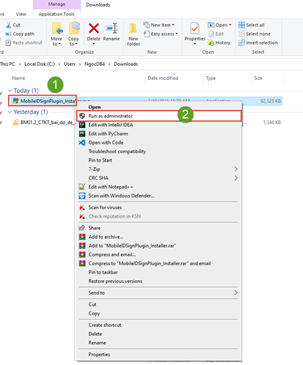 Manage
Downloads
View
Application Tools
Cut
Copy path
Paste shortcut
Move to
Copy to
Delete
Rename
New folder
New item
Easy access
Properties
Open
Edit
History
Select all
Select none
Invert selection
Organize
New
Open
Select
This PC > Local Disk (C:) > Users > NgocDB4 > Downloads
Name
Date modified
Type
Size
Today (1)
1
MobileIDSignPlugin_Insta
Application
92,525 KB
Yesterday (1)
BM01.2_CTKT_bai_do_de_
1,346 KB
Open
2
Run as administrator
Edit with IntelliJ IDEA
Edit with PyCharm
Open with Code
Troubleshoot compatibility
Pin to Start
7-Zip
CRC SHA
Edit with Notepad++
Scan with Windows Defender...
Scan for viruses
Check reputation in KSN
Share
Add to archive...
Add to "MobileIDSignPlugin_Installer.rar"
Compress and email...
Compress to "MobileIDSignPlugin_Installer.rar" and email
Pin to taskbar
Restore previous versions
Send to
Cut
Copy
Create shortcut
Delete
Rename
Properties